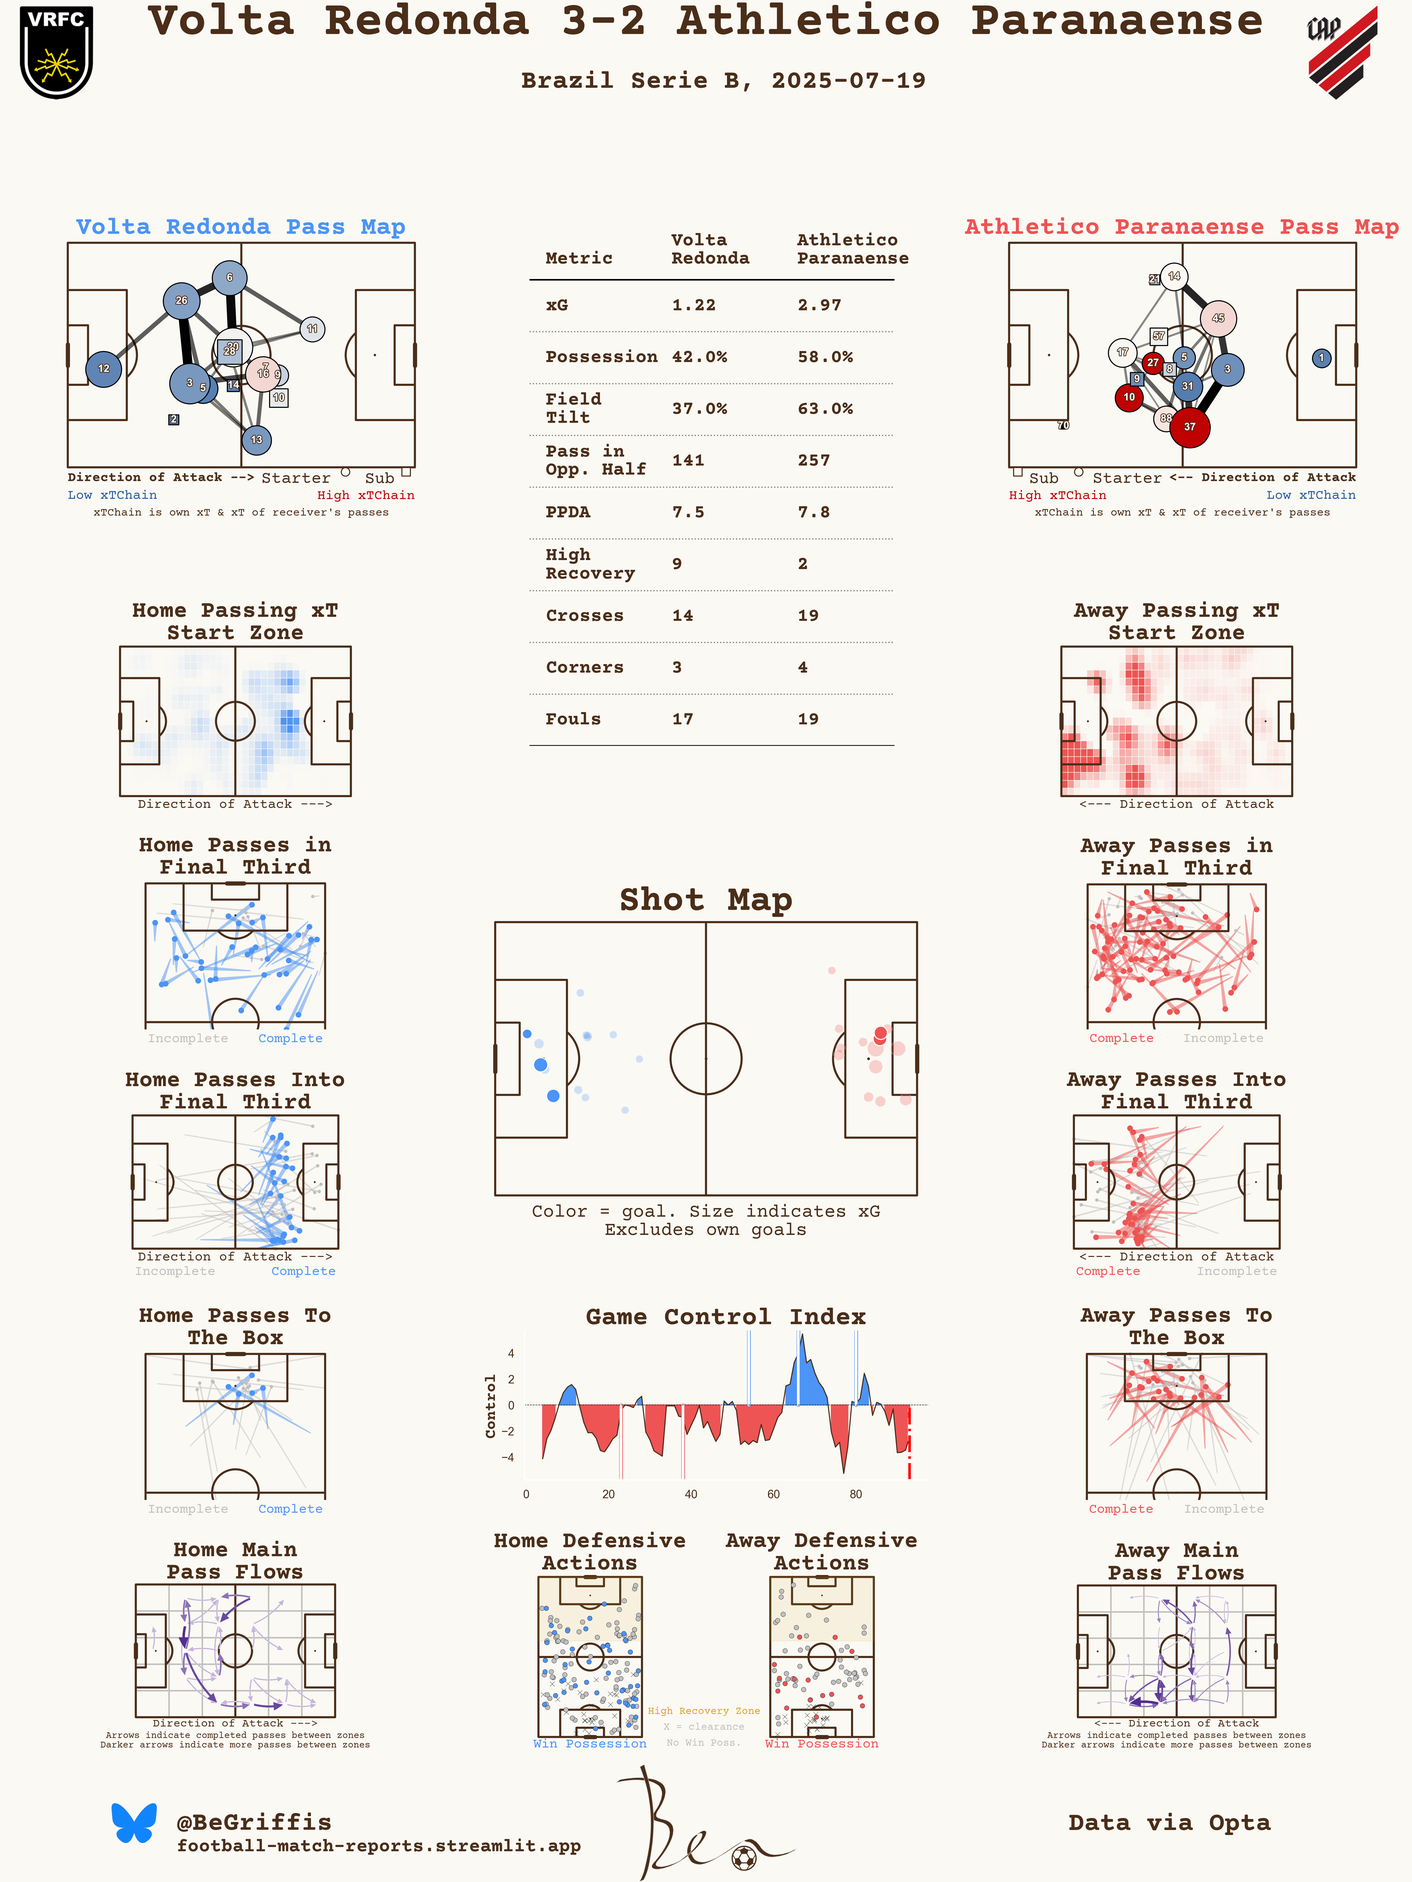 VRFC
Volta Redonda 3-2 Athletico Paranaense
CAP
Brazil Serie B, 2025-07-19
Volta Redonda Pass Map
6
26
11
12
20
28
7
16
9
3
5
14
10
2
13
Direction of Attack --> Starter Sub
Low xTChain High xTChain
xTChain is own xT & xT of receiver's passes
Metric Volta Redonda Athletico Paranaense
xG 1.22 2.97
Possession 42.0% 58.0%
Field Tilt 37.0% 63.0%
Pass in Opp. Half 141 257
PPDA 7.5 7.8
High Recovery 9 2
Crosses 14 19
Corners 3 4
Fouls 17 19
Athletico Paranaense Pass Map
21
14
45
57
17
27
5
8
1
9
3
31
10
88
37
70
Sub Starter <-- Direction of Attack
High xTChain Low xTChain
xTChain is own xT & xT of receiver's passes
Home Passing xT
Start Zone
Direction of Attack --->
Away Passing xT
Start Zone
<--- Direction of Attack
Home Passes in
Final Third
Incomplete Complete
Away Passes in
Final Third
Complete Incomplete
Shot Map
Color = goal. Size indicates xG
Excludes own goals
Home Passes Into
Final Third
Direction of Attack --->
Incomplete Complete
Away Passes Into
Final Third
<--- Direction of Attack
Complete Incomplete
Home Passes To
The Box
Incomplete Complete
Game Control Index
Control
4
2
0
−2
−4
0 20 40 60 80
Away Passes To
The Box
Complete Incomplete
Home Main
Pass Flows
Direction of Attack --->
Arrows indicate completed passes between zones
Darker arrows indicate more passes between zones
Home Defensive
Actions
Win Possession
Away Defensive
Actions
Win Possession
High Recovery Zone
X = clearance
No Win Poss.
Away Main
Pass Flows
<--- Direction of Attack
Arrows indicate completed passes between zones
Darker arrows indicate more passes between zones
@BeGriffis
football-match-reports.streamlit.app
Ben
Data via Opta